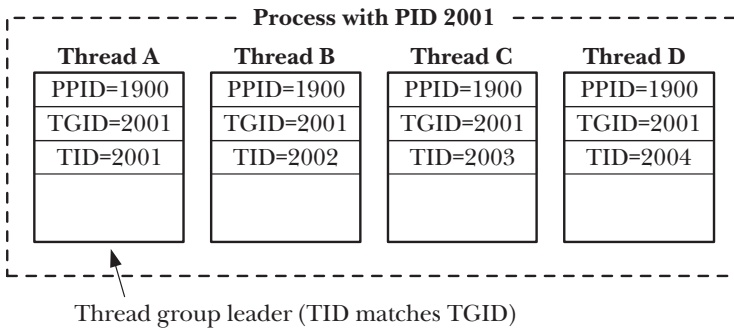 Process with PID 2001
Thread A Thread B Thread C Thread D
PPID=1900 PPID=1900 PPID=1900 PPID=1900
TGID=2001 TGID=2001 TGID=2001 TGID=2001
TID=2001 TID=2002 TID=2003 TID=2004
Thread group leader (TID matches TGID)